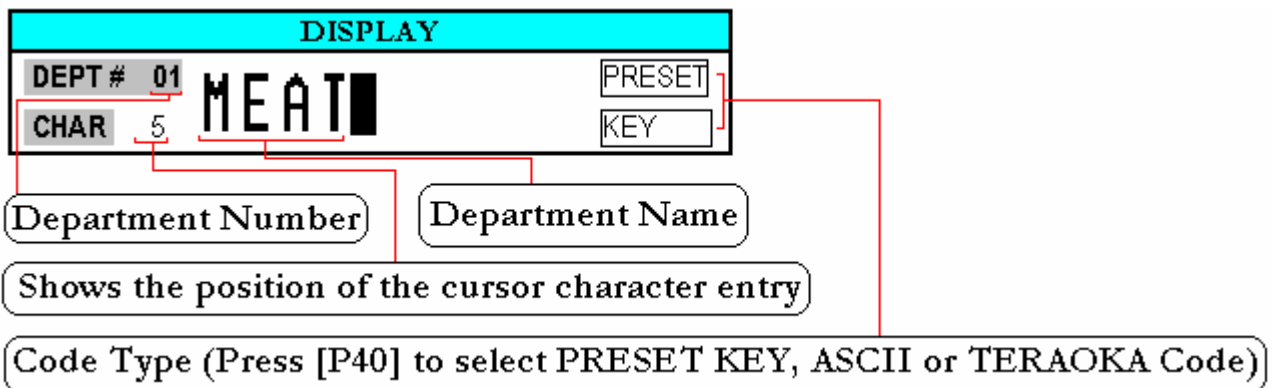 DISPLAY
DEPT # 01 MEAT PRESET
CHAR 5 KEY
Department Number Department Name
Shows the position of the cursor character entry
Code Type (Press [P40] to select PRESET KEY, ASCII or TERAOKA Code)